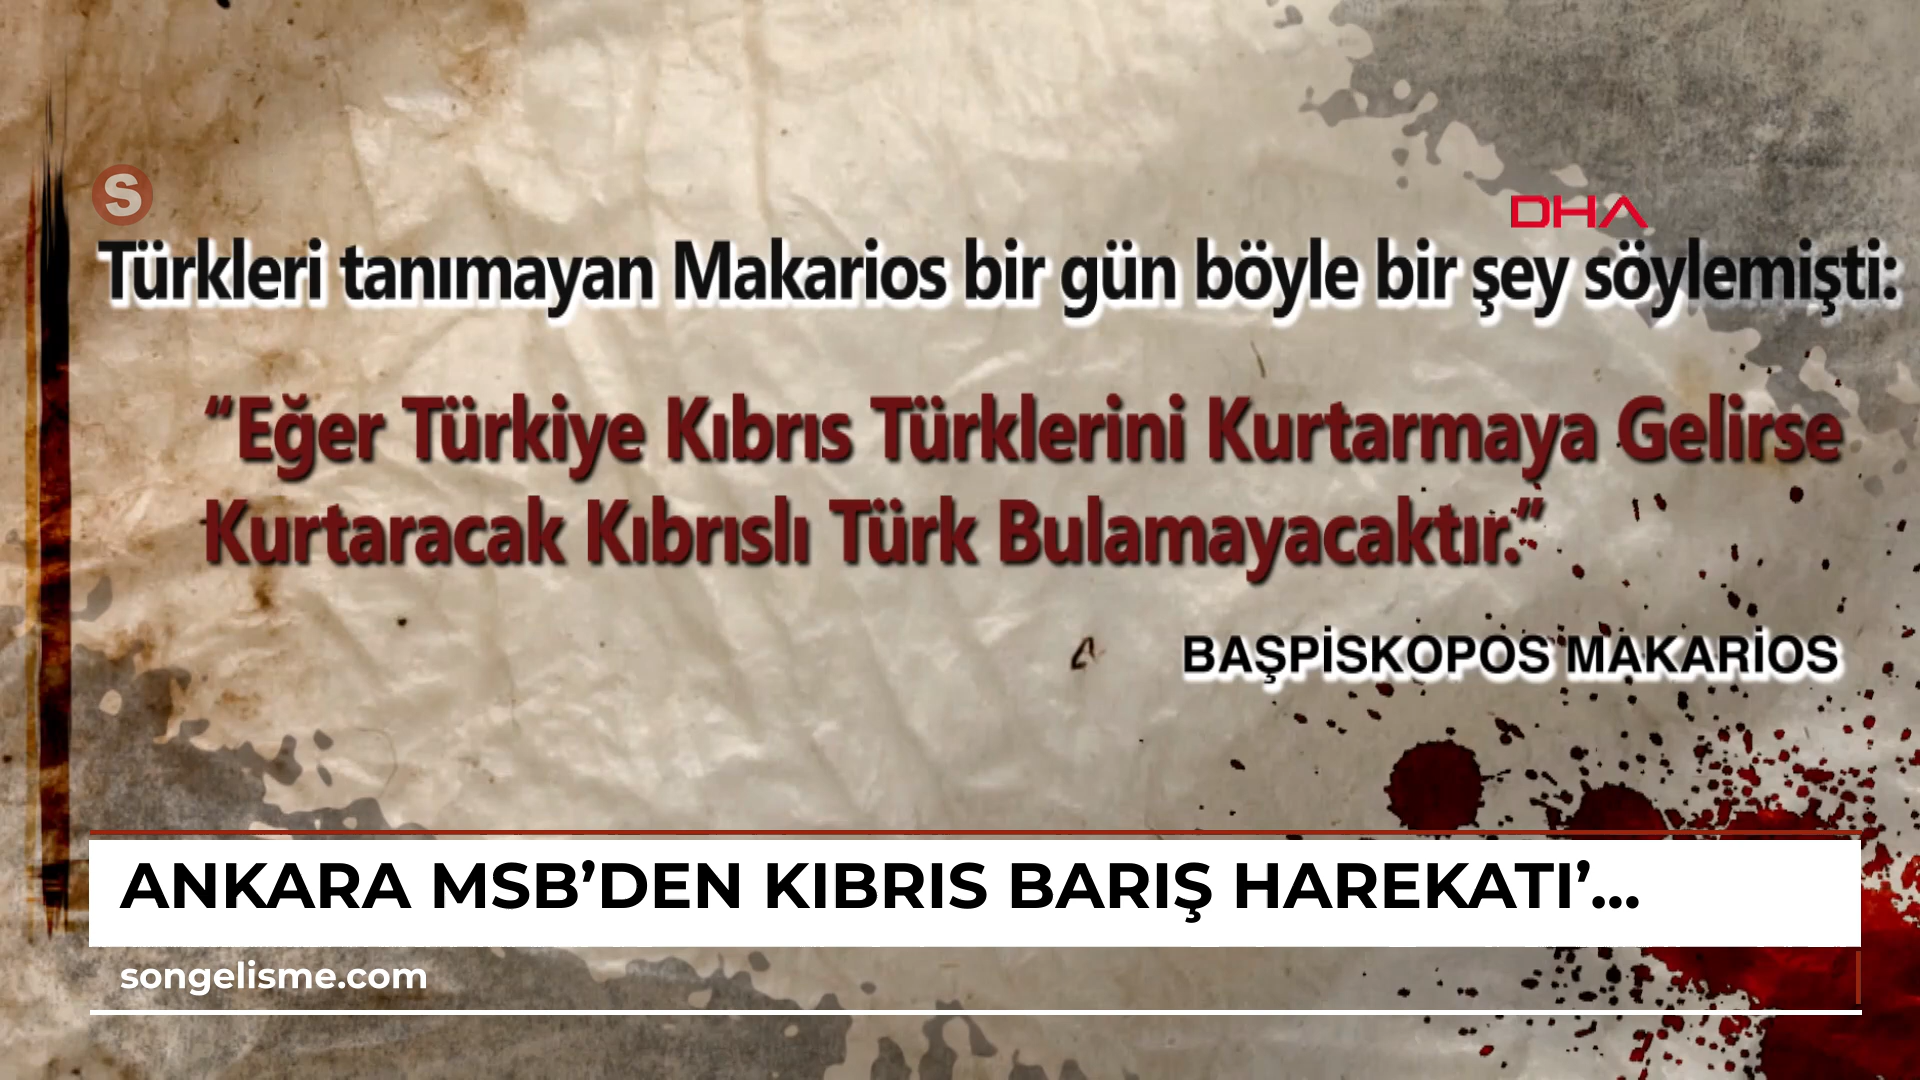 S
DHA
Türkleri tanımayan Makarios bir gün böyle bir şey söylemişti:
“Eğer Türkiye Kıbrıs Türklerini Kurtarmaya Gelirse
Kurtaracak Kıbrıslı Türk Bulamayacaktır.”
BAŞPİSKOPOS MAKARİOS
ANKARA MSB’DEN KIBRIS BARIŞ HAREKATI’...
songelisme.com